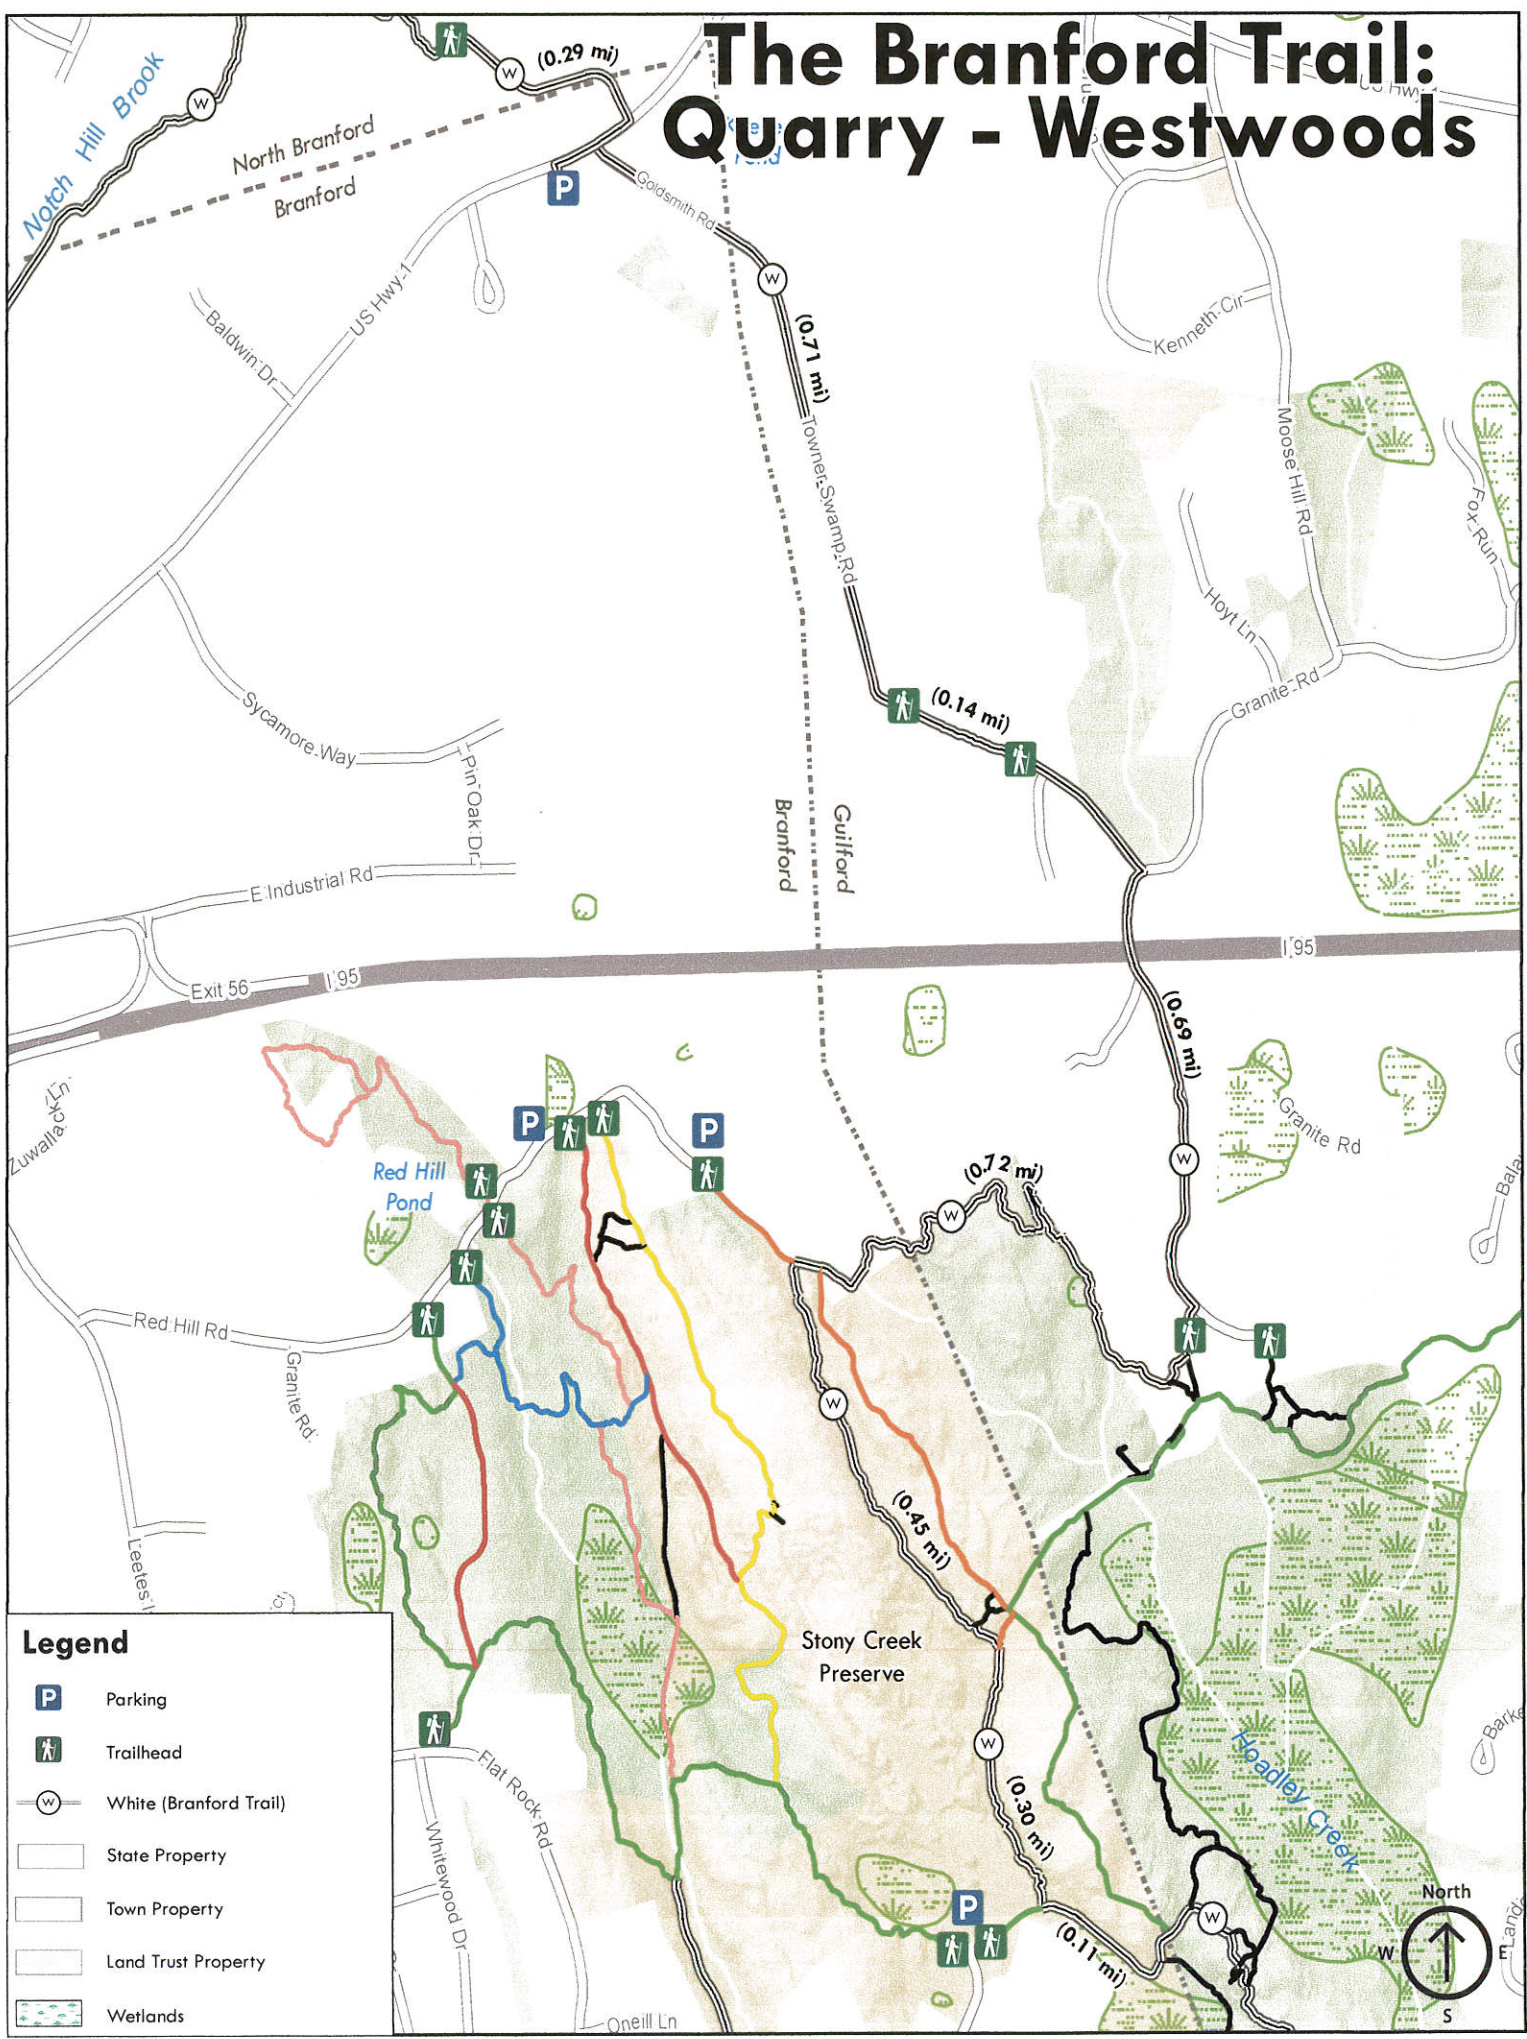 The Branford Trail:
Quarry - Westwoods
(0.29 mi)
W
W
Notch Hill Brook
North Branford
Branford
P
Goldsmith Rd
US Hwy 1
W
(0.71 mi)
Baldwin Dr
Kenneth Cir
Towner Swamp Rd
Moose Hill Rd
Fox Run
Hoyt Ln
Granite Rd
(0.14 mi)
Sycamore Way
Pin Oak Dr
Branford
Guilford
E Industrial Rd
I 95
Exit 56
I 95
(0.69 mi)
Zuwallack Ln
Granite Rd
P
P
Red Hill
Pond
(0.72 mi)
W
W
Red Hill Rd
Granite Rd
W
(0.45 mi)
Stony Creek
Preserve
W
Hoadley Creek
(0.30 mi)
Flat Rock Rd
Whitewood Dr
P
W
(0.11 mi)
Oneill Ln
Legend
P Parking
Trailhead
W White (Branford Trail)
State Property
Town Property
Land Trust Property
Wetlands
North
W E
S